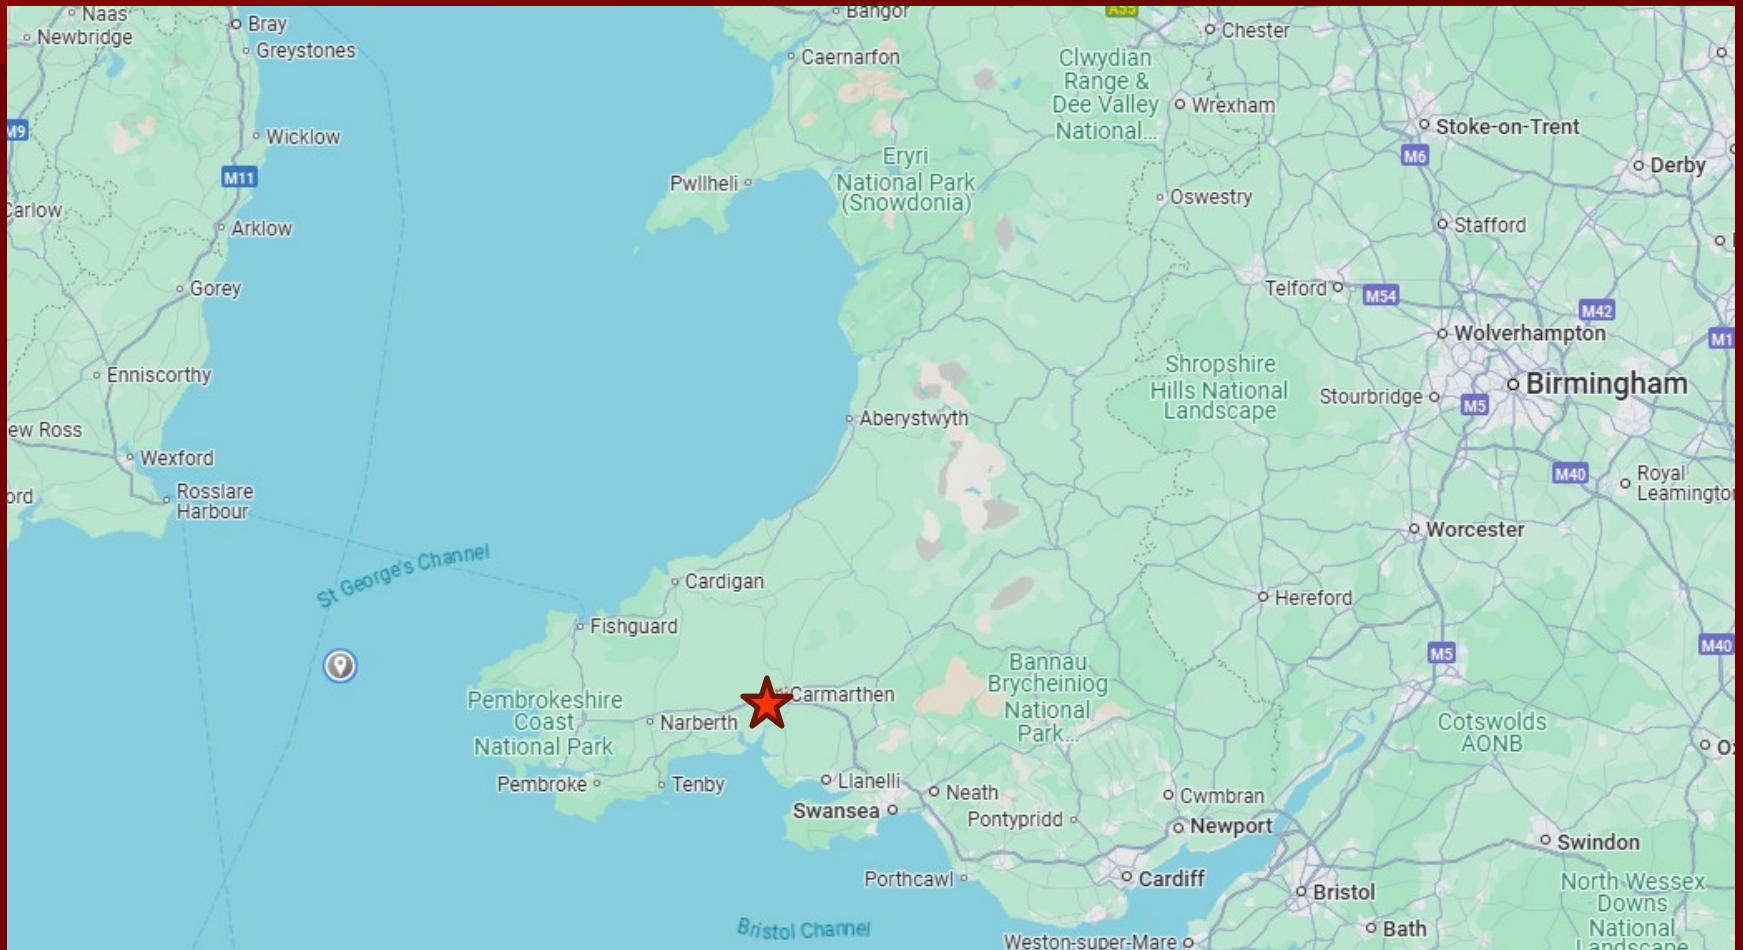 Naas
Newbridge
Bray
Greystones
M9
Wicklow
M11
Carlow
Arklow
Gorey
Enniscorthy
ew Ross
Wexford
ord
Rosslare
Harbour
St George's Channel
Bangor
Caernarfon
Pwllheli
Eryri
National Park
(Snowdonia)
A55
Chester
Clwydian
Range &
Dee Valley
National...
Wrexham
Oswestry
Stoke-on-Trent
M6
Derby
Stafford
Telford
M54
M42
M1
Wolverhampton
Shropshire
Hills National
Landscape
Birmingham
Stourbridge
M5
Aberystwyth
M40
Royal
Leamington
Worcester
Cardigan
Hereford
Fishguard
M5
M40
Bannau
Brycheiniog
National
Park...
Carmarthen
Pembrokeshire
Coast
National Park
Narberth
Cotswolds
AONB
Pembroke
Tenby
Llanelli
Swansea
Neath
Pontypridd
Cwmbran
Newport
Swindon
Porthcawl
Cardiff
Bristol
North Wessex
Downs
National
Landscape
Bristol Channel
Weston-super-Mare
Bath